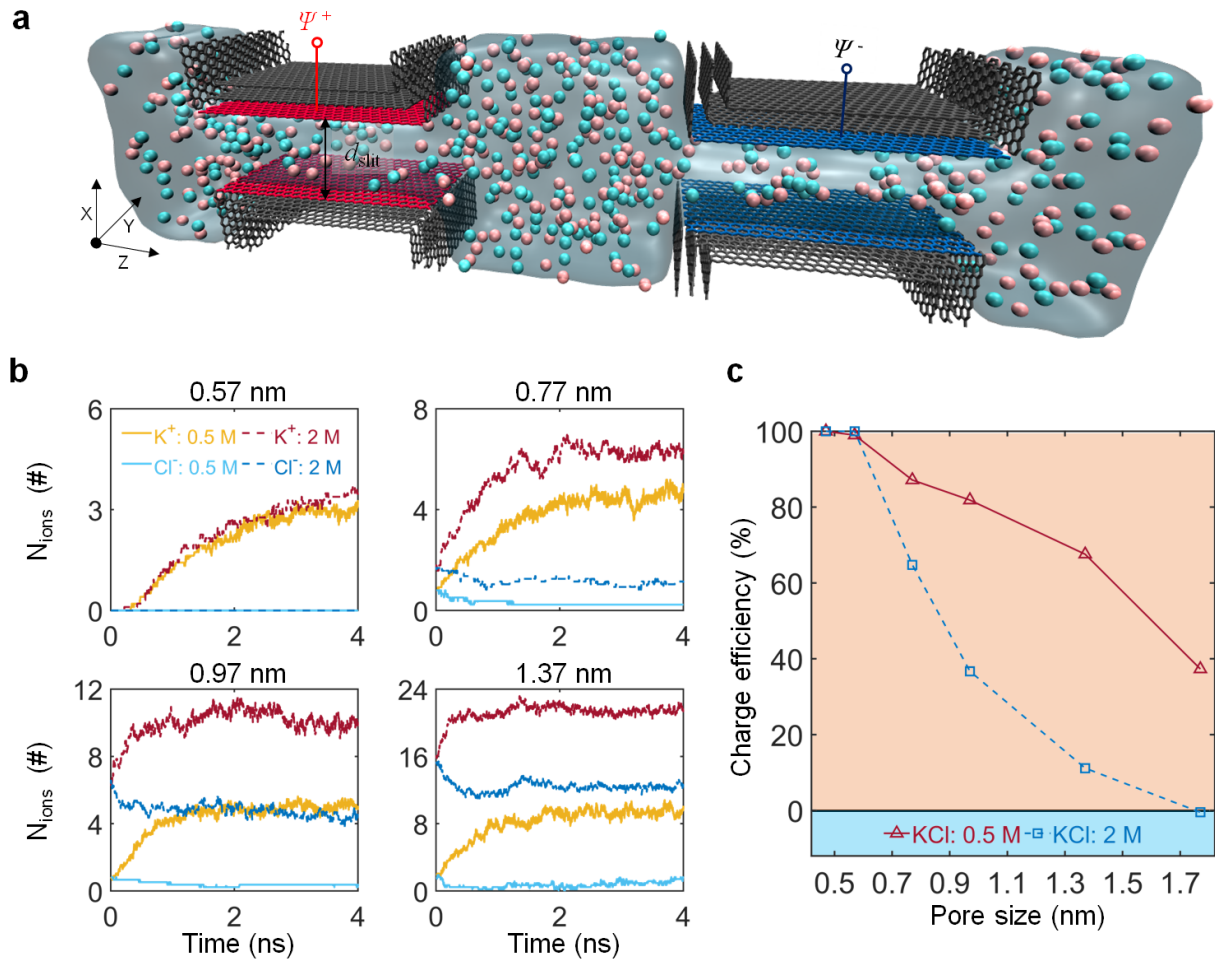 a
Ψ⁺
Ψ⁻
d_slit
X
Y
Z
b
0.57 nm
0.77 nm
6
3
0
K⁺: 0.5 M
K⁺: 2 M
Cl⁻: 0.5 M
Cl⁻: 2 M
8
4
0
N_ions (#)
0 2 4
0 2 4
0.97 nm
1.37 nm
12
8
4
0
24
16
8
0
N_ions (#)
0 2 4
0 2 4
Time (ns)
Time (ns)
c
100
80
60
40
20
0
Charge efficiency (%)
KCl: 0.5 M
KCl: 2 M
0.5 0.7 0.9 1.1 1.3 1.5 1.7
Pore size (nm)